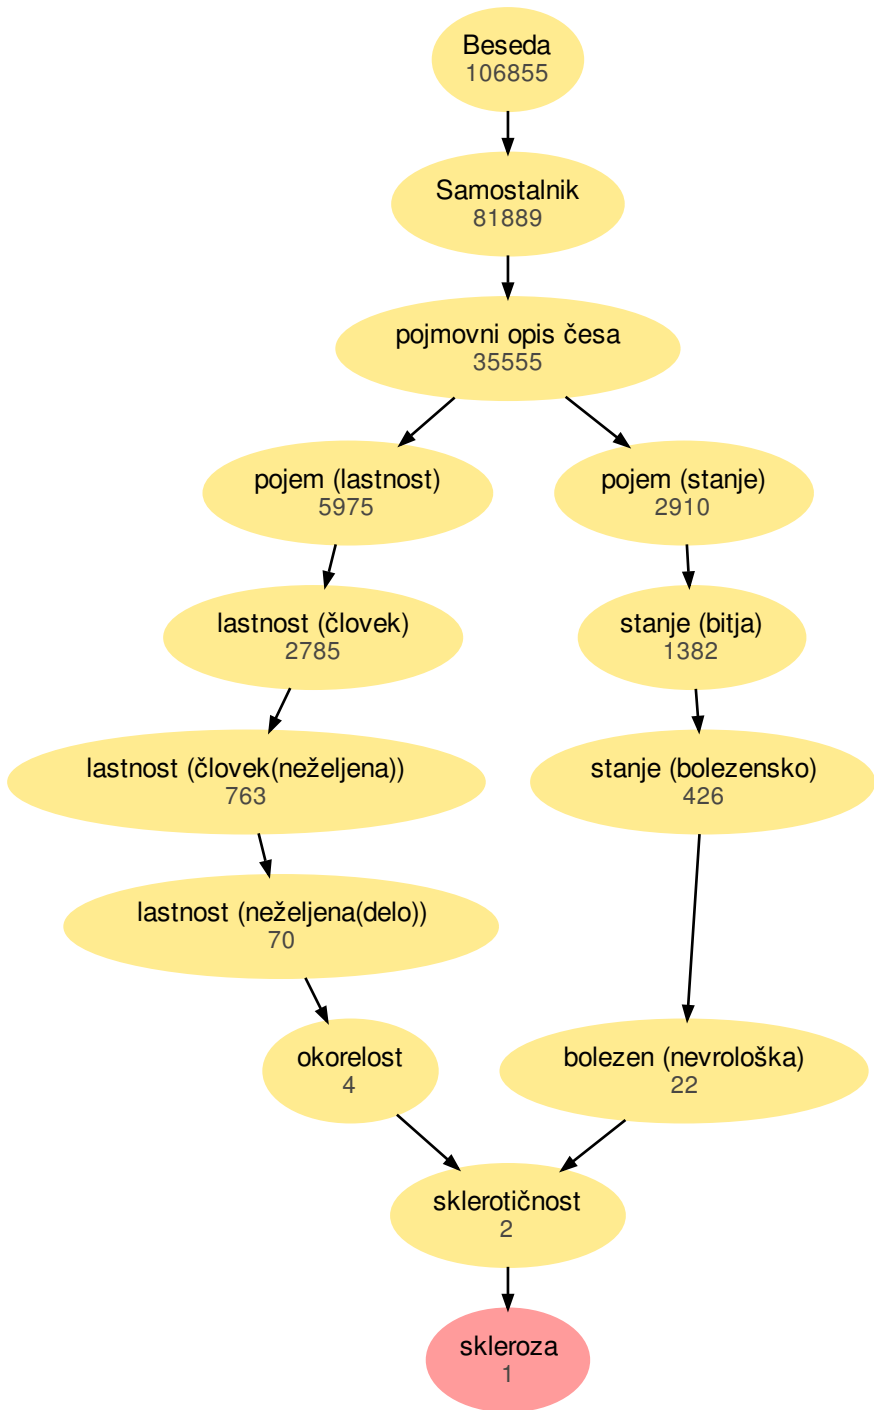 Beseda
106855
Samostalnik
81889
pojmovni opis česa
35555
pojem (lastnost)
5975
pojem (stanje)
2910
lastnost (človek)
2785
stanje (bitja)
1382
lastnost (človek(neželjena))
763
stanje (bolezensko)
426
lastnost (neželjena(delo))
70
okorelost
4
bolezen (nevrološka)
22
sklerotičnost
2
skleroza
1